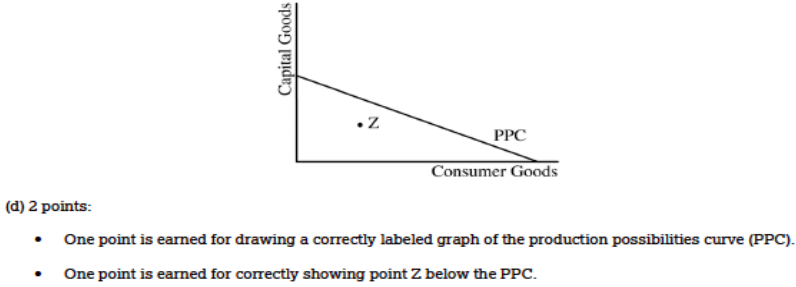 Capital Goods
• Z
PPC
Consumer Goods
(d) 2 points:
• One point is earned for drawing a correctly labeled graph of the production possibilities curve (PPC).
• One point is earned for correctly showing point Z below the PPC.